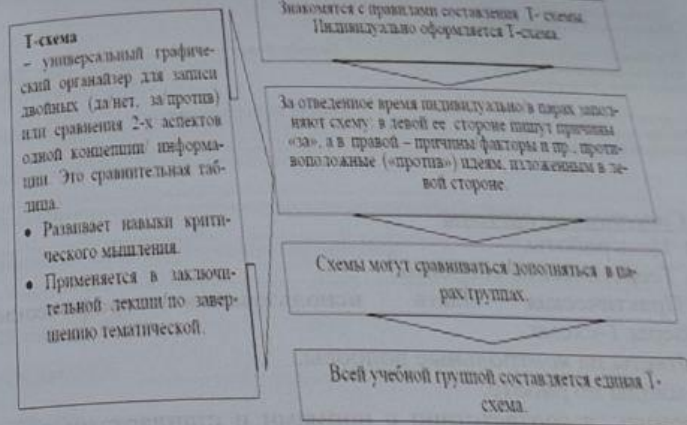 Т-схема
– универсальный графиче-
ский органайзер для записи
двойных (да/нет, за/против)
или сравнения 2-х аспектов
одной концепции/ информа-
ции. Это сравнительная таб-
лица.
• Развивает навыки крити-
ческого мышления.
• Применяется в заключи-
тельной лекции/по завер-
шению тематической.
Знакомятся с правилами составления Т- схемы.
Индивидуально оформляется Т-схема.
За отведенное время индивидуально/в парах запол-
няют схему: в левой ее стороне пишут причины
«за», а в правой – причины/факторы и пр., проти-
воположные («против») идеям, изложенным в ле-
вой стороне.
Схемы могут сравниваться/дополняться в па-
рах/группах.
Всей учебной группой составляется единая Т-
схема.